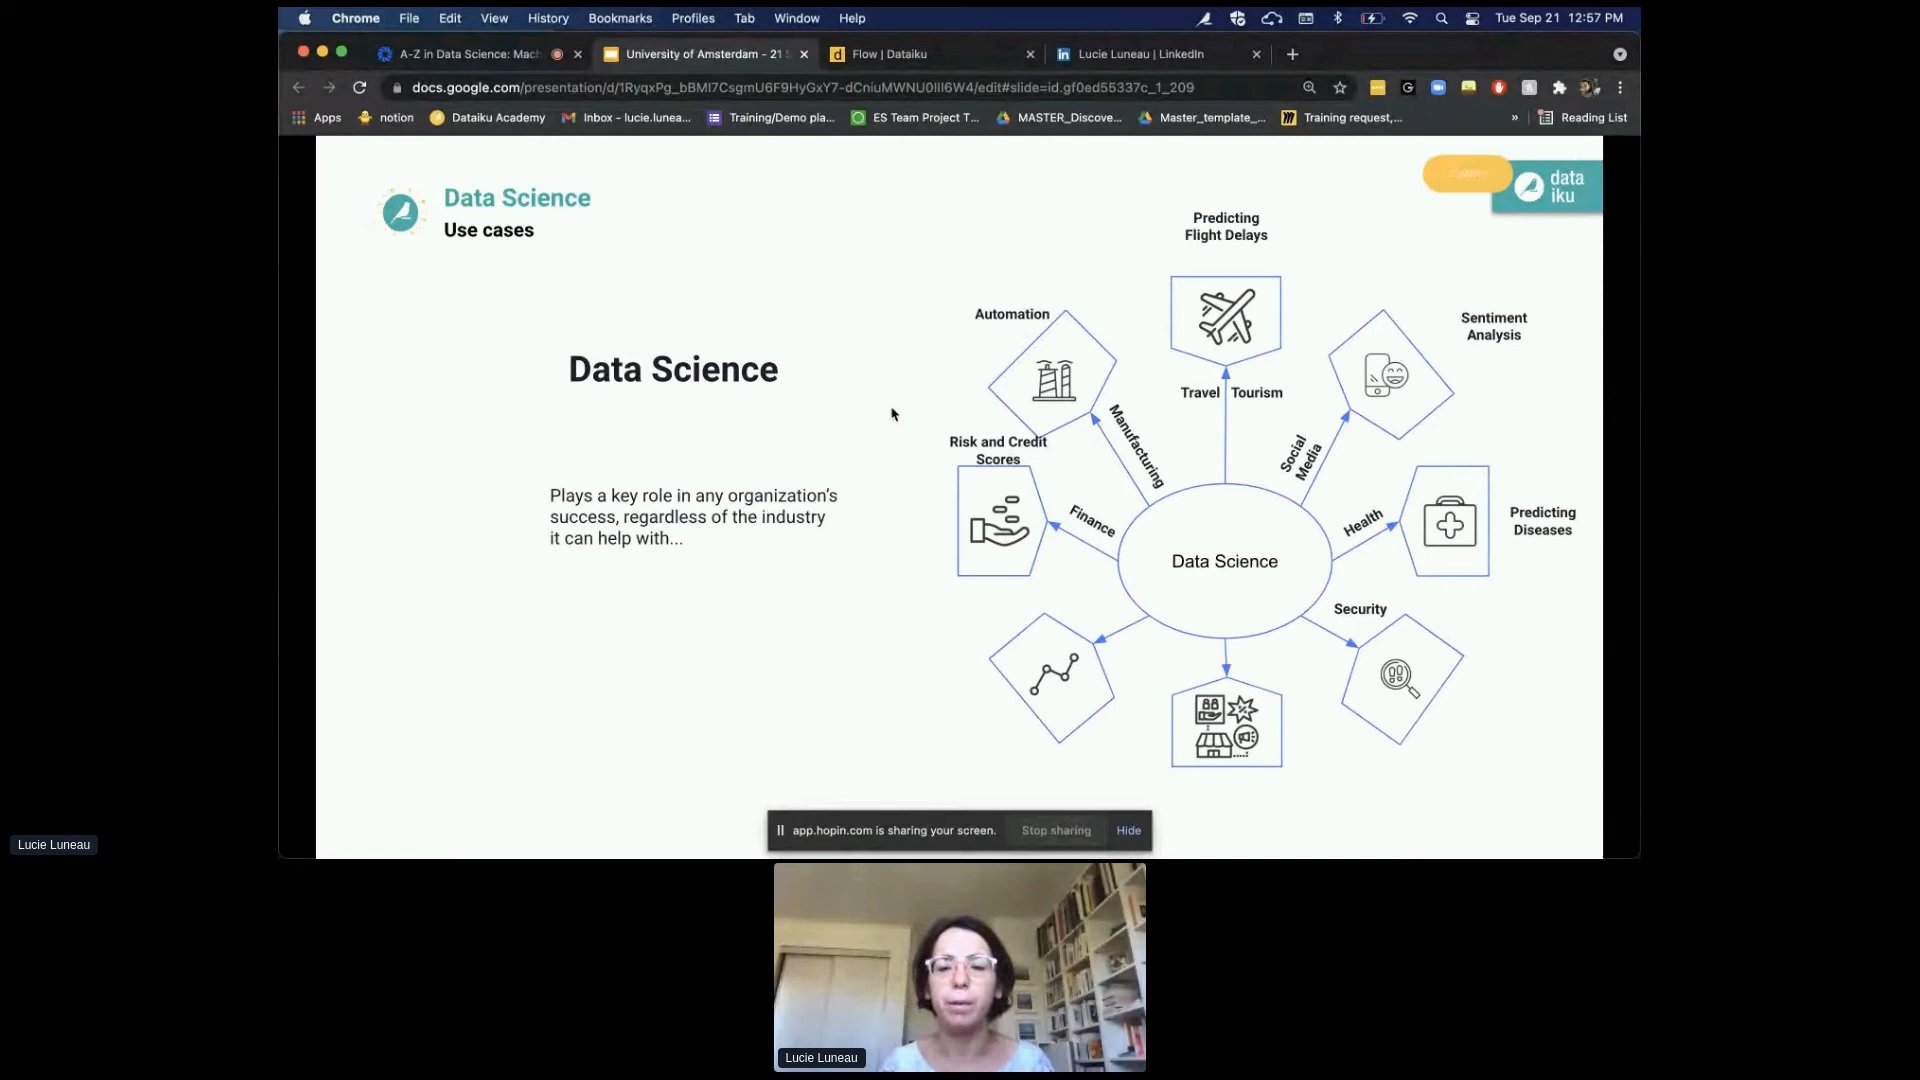 Chrome File Edit View History Bookmarks Profiles Tab Window Help
Tue Sep 21 12:57 PM
A-Z in Data Science: Mach
University of Amsterdam - 21
Flow | Dataiku
Lucie Luneau | LinkedIn
docs.google.com/presentation/d/1RyqxPg_bBMI7CsgmU6F9HyGxY7-dCniuMWNU0III6W4/edit#slide=id.gf0ed55337c_1_209
Apps notion Dataiku Academy Inbox - lucie.lunea... Training/Demo pla... ES Team Project T... MASTER_Discove... Master_template_... Training request,... » Reading List
Data Science
Use cases
data
iku
Predicting
Flight Delays
Automation
Sentiment
Analysis
Data Science
Travel Tourism
Manufacturing
Social
Media
Risk and Credit
Scores
Plays a key role in any organization's
success, regardless of the industry
it can help with...
Finance
Health
Predicting
Diseases
Data Science
Security
app.hopin.com is sharing your screen. Stop sharing Hide
Lucie Luneau
Lucie Luneau